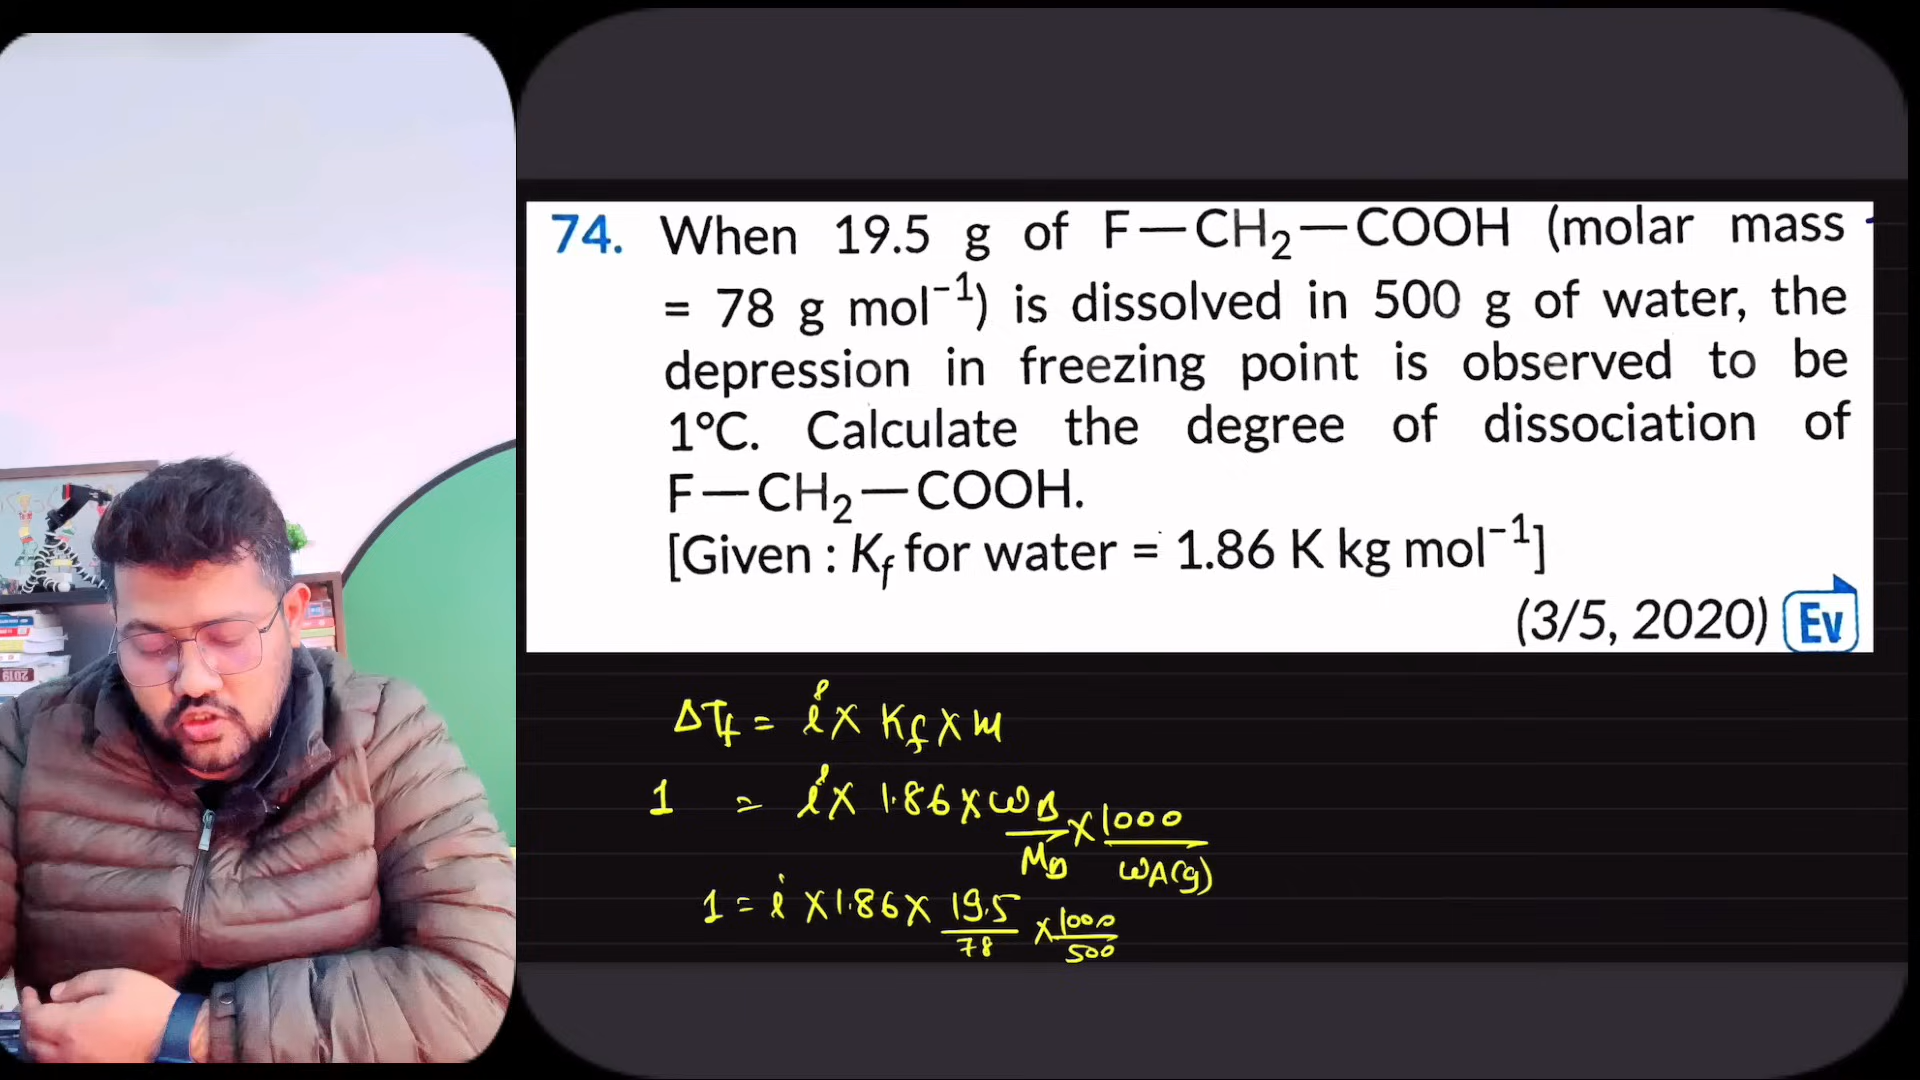 74. When 19.5 g of F—CH₂—COOH (molar mass
= 78 g mol⁻¹) is dissolved in 500 g of water, the
depression in freezing point is observed to be
1°C. Calculate the degree of dissociation of
F—CH₂—COOH.
[Given : Kf for water = 1.86 K kg mol⁻¹]
(3/5, 2020) Ev
ΔTf = i × Kf × m
1 = i × 1.86 × wB/MB × 1000/wA(g)
1 = i × 1.86 × 19.5/78 × 1000/500
2019